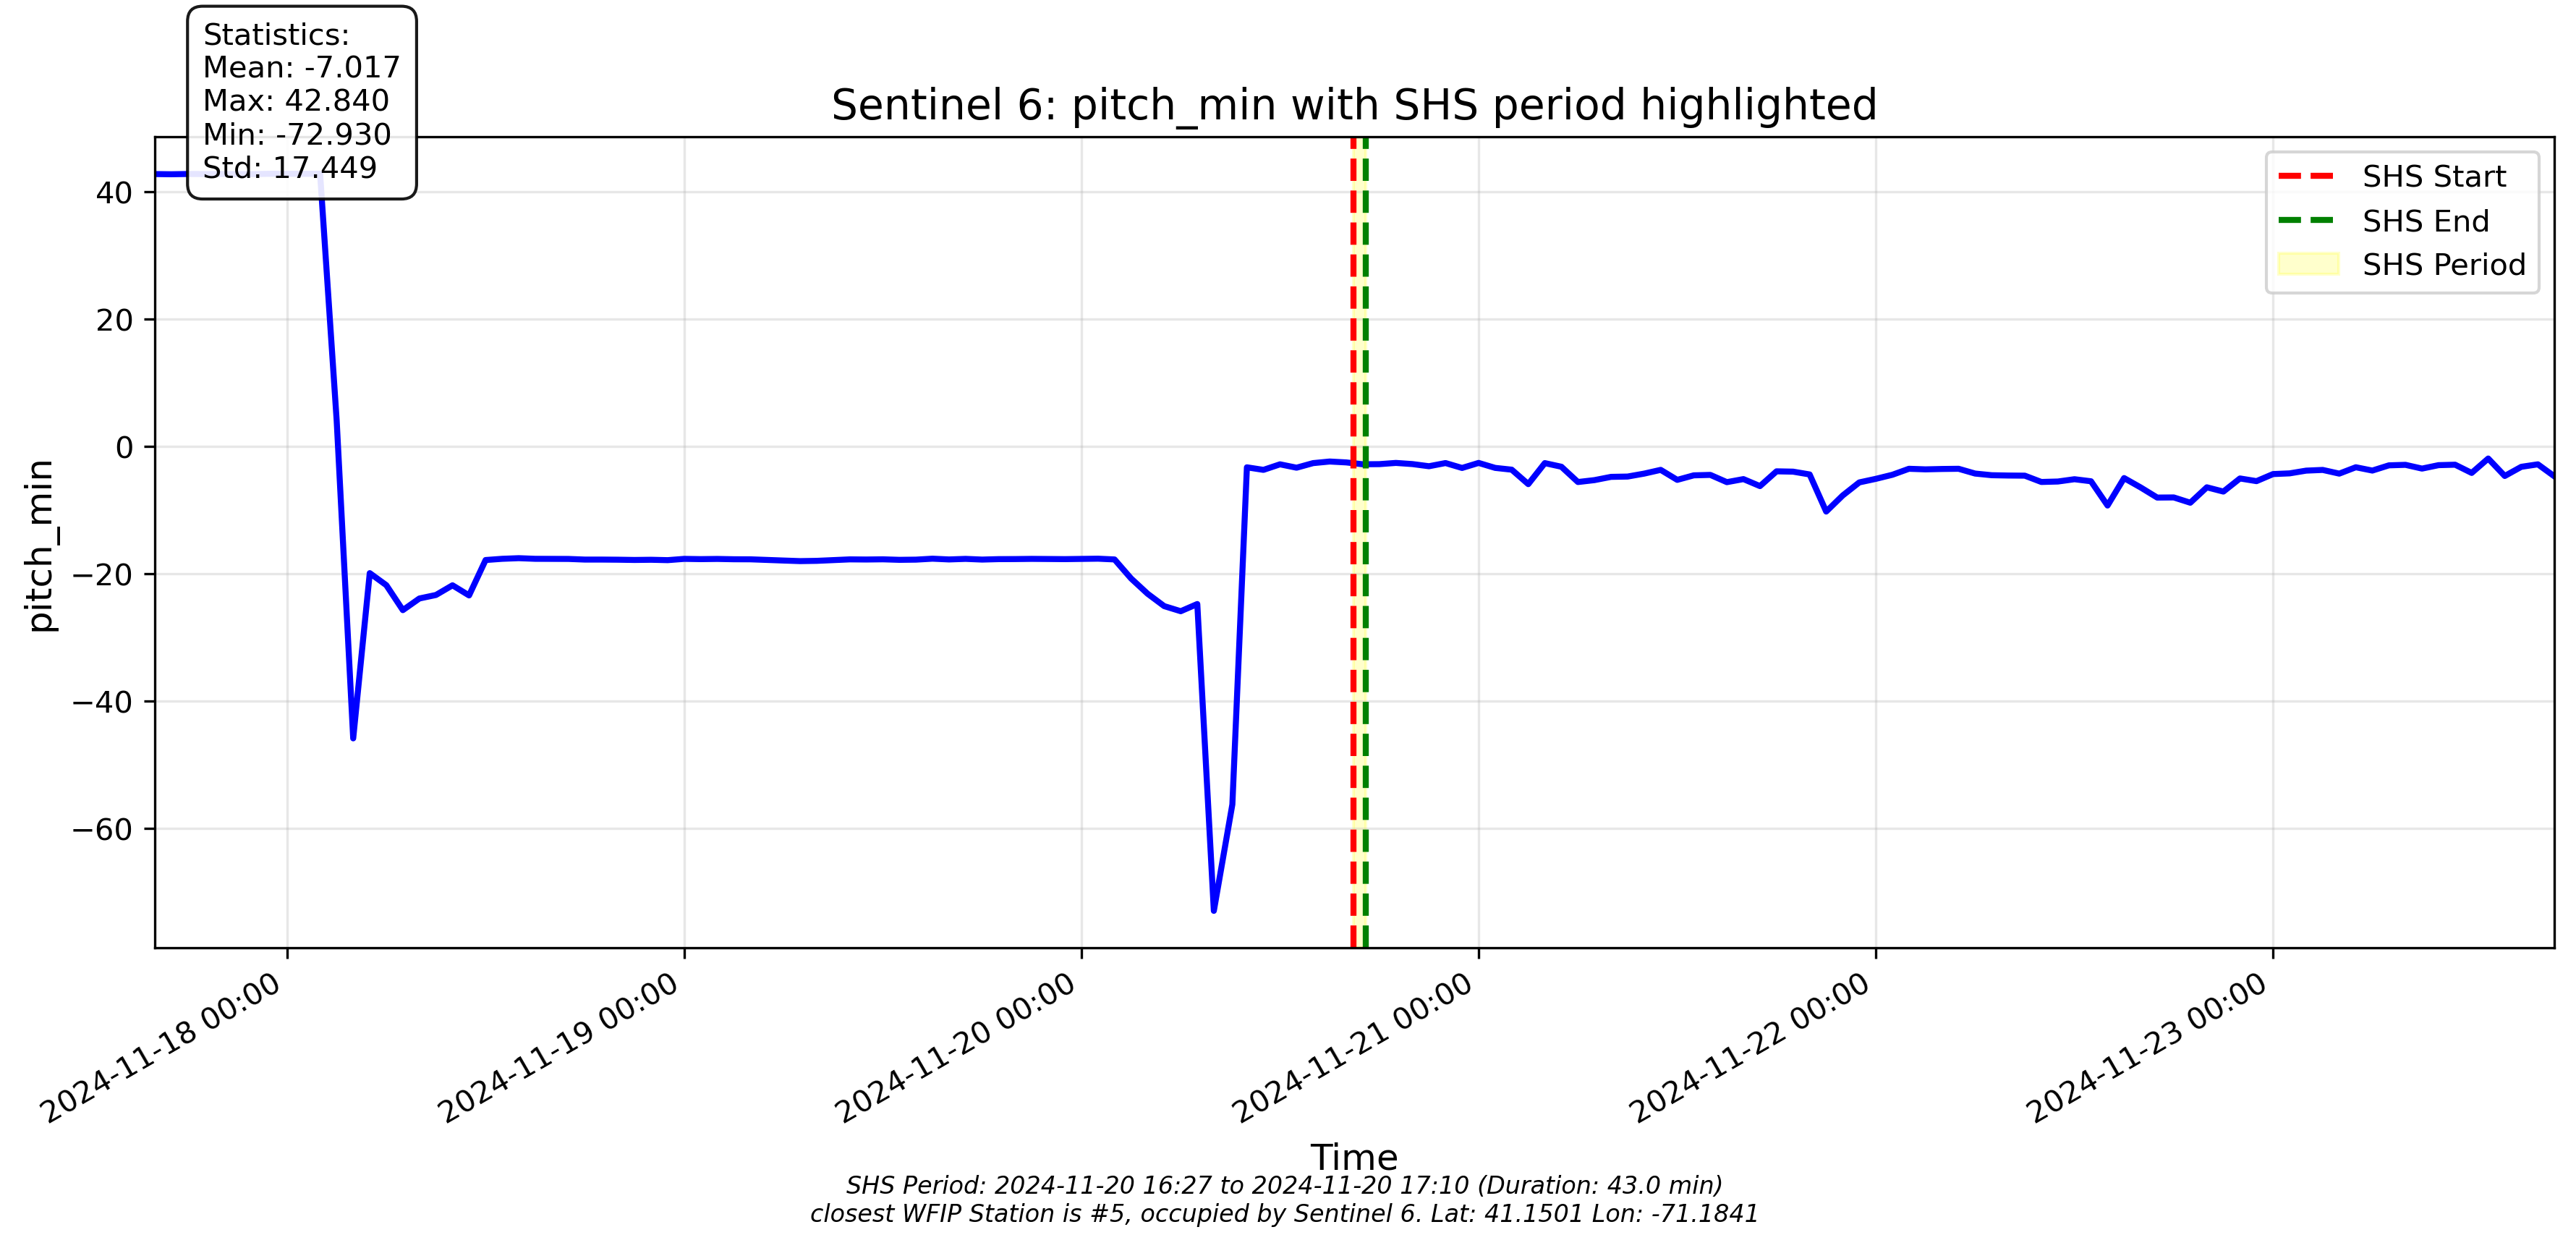 Statistics:
Mean: -7.017
Max: 42.840
Min: -72.930
Std: 17.449
Sentinel 6: pitch_min with SHS period highlighted
SHS Start
SHS End
SHS Period
40
20
0
−20
−40
−60
pitch_min
2024-11-18 00:00
2024-11-19 00:00
2024-11-20 00:00
2024-11-21 00:00
2024-11-22 00:00
2024-11-23 00:00
Time
SHS Period: 2024-11-20 16:27 to 2024-11-20 17:10 (Duration: 43.0 min)
closest WFIP Station is #5, occupied by Sentinel 6. Lat: 41.1501 Lon: -71.1841